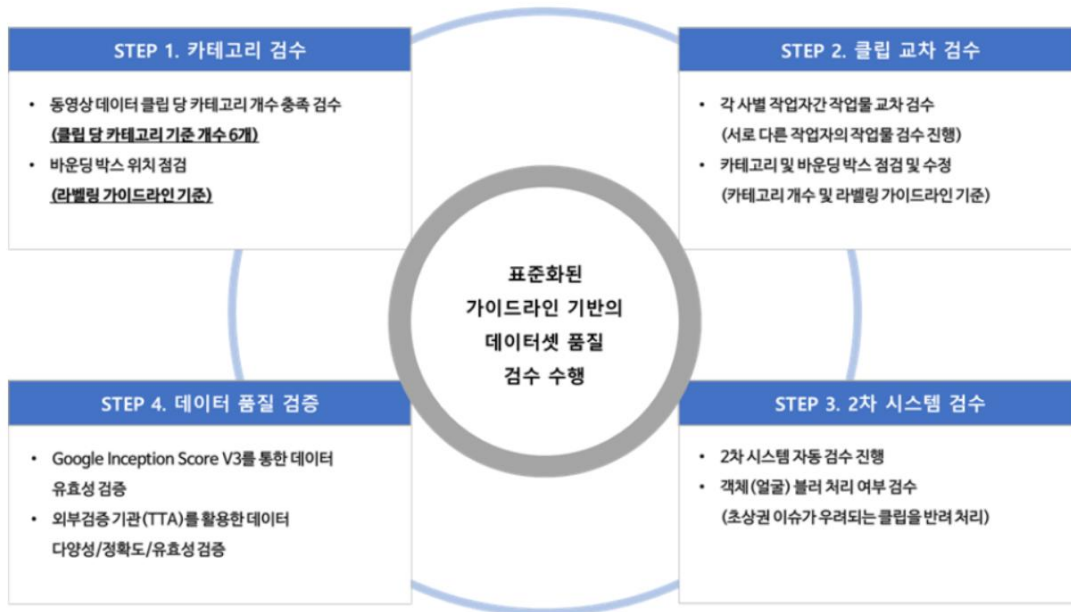 STEP 1. 카테고리 검수
• 동영상 데이터 클립 당 카테고리 개수 충족 검수
(클립 당 카테고리 기준 개수 6개)
• 바운딩 박스 위치 점검
(라벨링 가이드라인 기준)
STEP 2. 클립 교차 검수
• 각 사별 작업자간 작업물 교차 검수
(서로 다른 작업자의 작업물 검수 진행)
• 카테고리 및 바운딩 박스 점검 및 수정
(카테고리 개수 및 라벨링 가이드라인 기준)
표준화된
가이드라인 기반의
데이터셋 품질
검수 수행
STEP 4. 데이터 품질 검증
• Google Inception Score V3를 통한 데이터
유효성 검증
• 외부검증 기관(TTA)를 활용한 데이터
다양성/정확도/유효성 검증
STEP 3. 2차 시스템 검수
• 2차 시스템 자동 검수 진행
• 객체(얼굴) 블러 처리 여부 검수
(초상권 이슈가 우려되는 클립을 반려 처리)